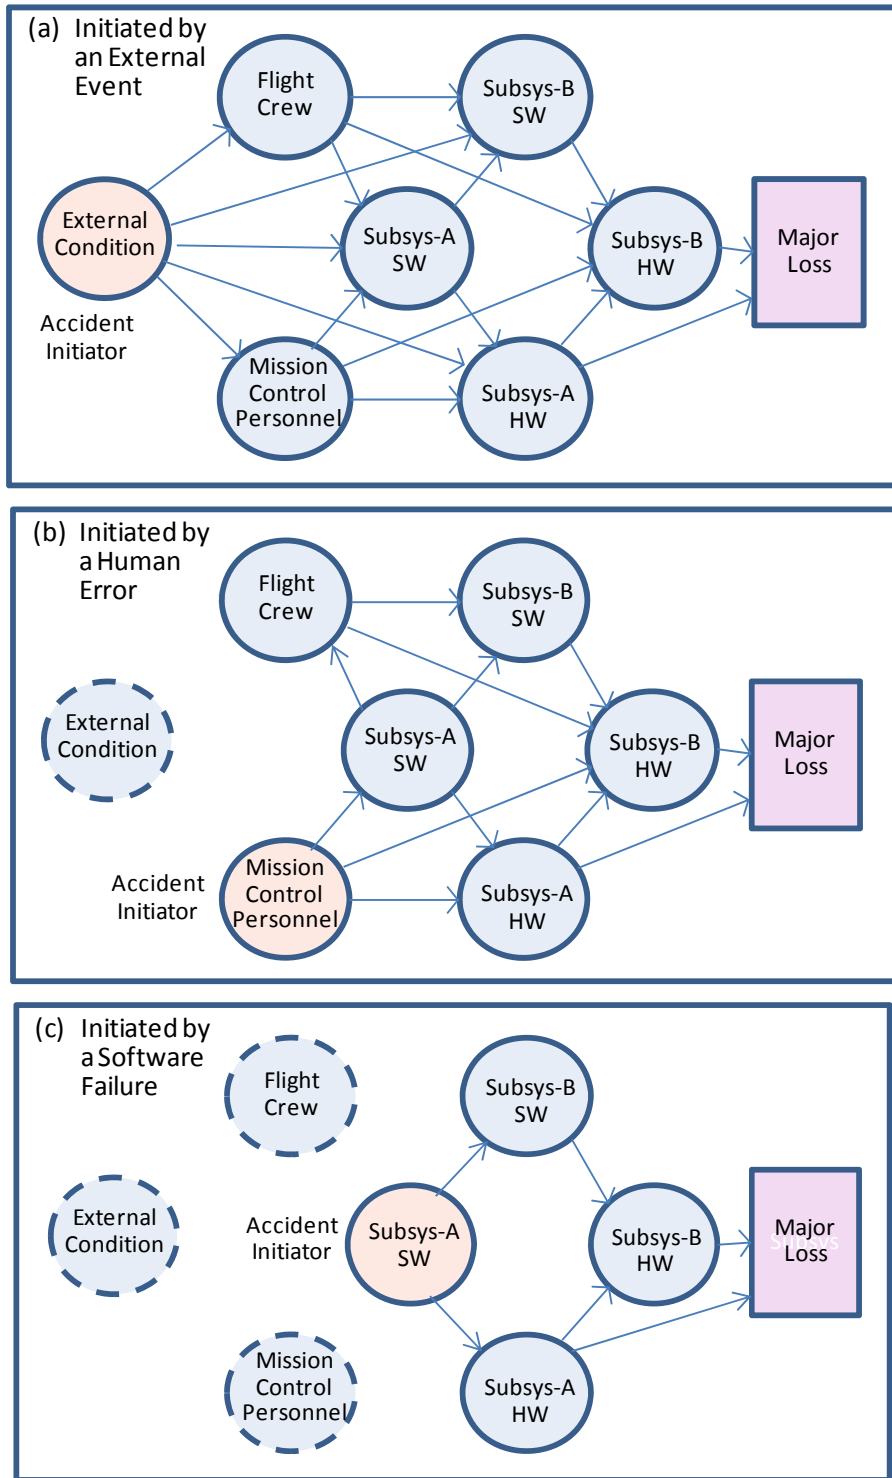 (a) Initiated by
an External
Event
Flight
Crew
Subsys-B
SW
External
Condition
Subsys-A
SW
Subsys-B
HW
Major
Loss
Accident
Initiator
Mission
Control
Personnel
Subsys-A
HW
(b) Initiated by
a Human
Error
Flight
Crew
Subsys-B
SW
External
Condition
Subsys-A
SW
Subsys-B
HW
Major
Loss
Accident
Initiator
Mission
Control
Personnel
Subsys-A
HW
(c) Initiated by
a Software
Failure
Flight
Crew
Subsys-B
SW
External
Condition
Accident
Initiator
Subsys-A
SW
Subsys-B
HW
Major
Subsys
Loss
Mission
Control
Personnel
Subsys-A
HW